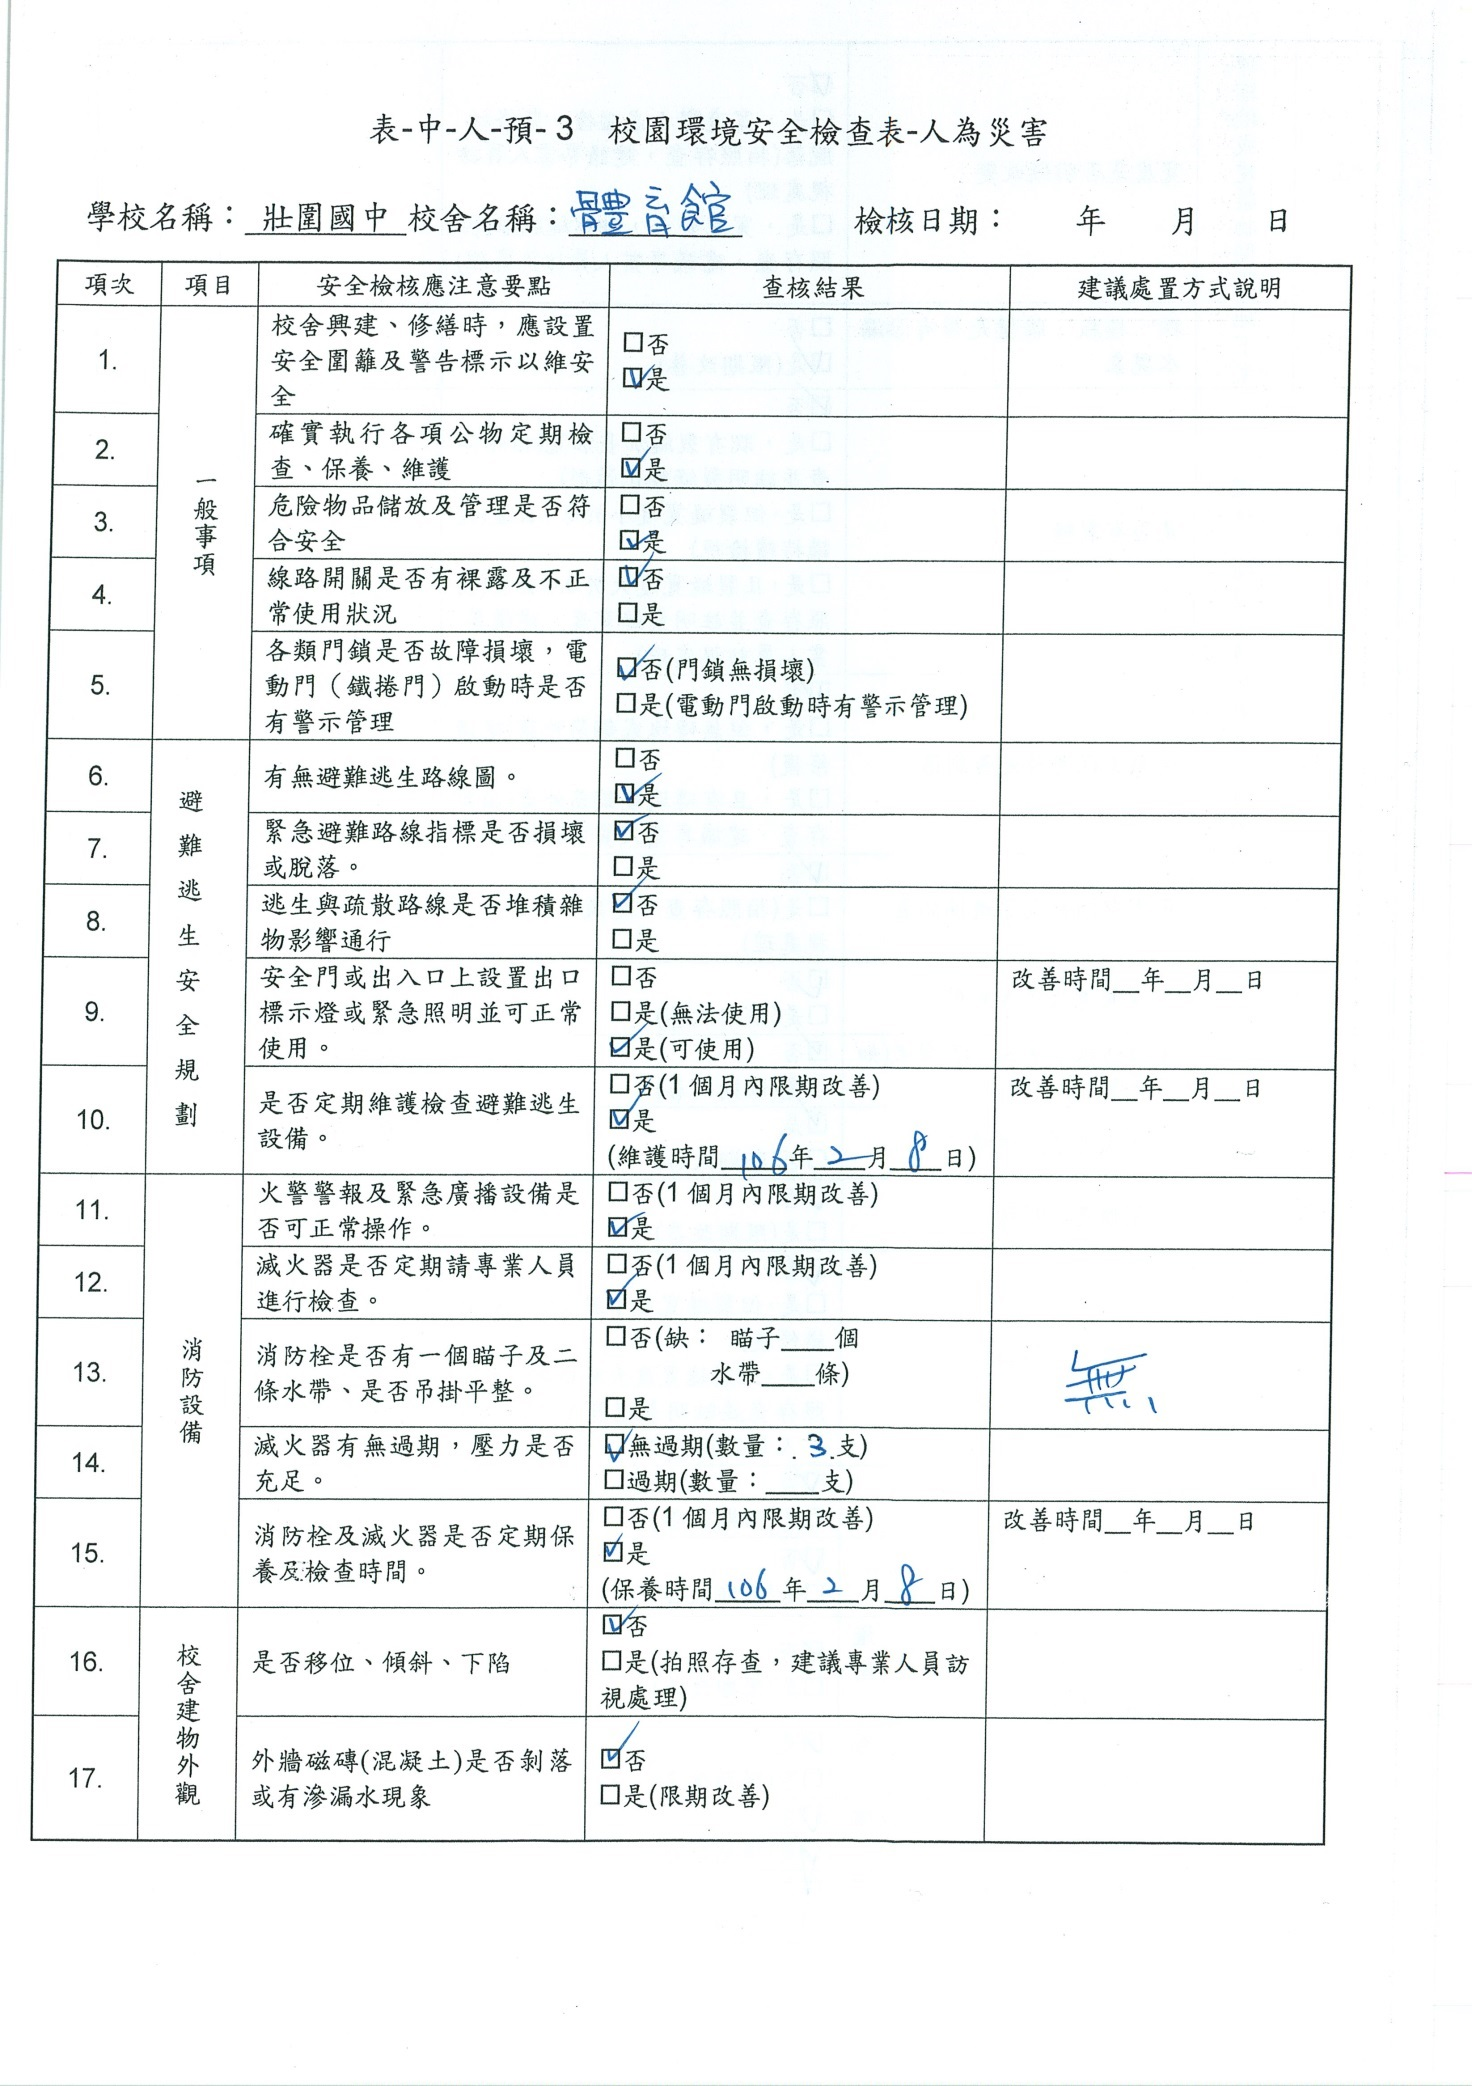 表-中-人-預- 3　校園環境安全檢查表-人為災害
學校名稱：壯圍國中 校舍名稱：體育館　檢核日期：　年　月　日
項次 項目 安全檢核應注意要點 查核結果 建議處置方式說明
一般事項
1. 校舍興建、修繕時，應設置
安全圍籬及警告標示以維安
全
□否
☑是
2. 確實執行各項公物定期檢
查、保養、維護
□否
☑是
3. 危險物品儲放及管理是否符
合安全
□否
☑是
4. 線路開關是否有裸露及不正
常使用狀況
☑否
□是
5. 各類門鎖是否故障損壞，電
動門（鐵捲門）啟動時是否
有警示管理
☑否(門鎖無損壞)
□是(電動門啟動時有警示管理)
避難逃生安全規劃
6. 有無避難逃生路線圖。
□否
☑是
7. 緊急避難路線指標是否損壞
或脫落。
☑否
□是
8. 逃生與疏散路線是否堆積雜
物影響通行
☑否
□是
9. 安全門或出入口上設置出口
標示燈或緊急照明並可正常
使用。
□否
□是(無法使用)
☑是(可使用)
改善時間__年__月__日
10. 是否定期維護檢查避難逃生
設備。
□否(1 個月內限期改善)
☑是
(維護時間 106 年 2 月 8 日)
改善時間__年__月__日
消防設備
11. 火警警報及緊急廣播設備是
否可正常操作。
□否(1 個月內限期改善)
☑是
12. 滅火器是否定期請專業人員
進行檢查。
□否(1 個月內限期改善)
☑是
13. 消防栓是否有一個瞄子及二
條水帶、是否吊掛平整。
□否(缺： 瞄子____個
水帶____條)
□是
無
14. 滅火器有無過期，壓力是否
充足。
☑無過期(數量： 3 支)
□過期(數量：____支)
15. 消防栓及滅火器是否定期保
養及檢查時間。
□否(1 個月內限期改善)
☑是
(保養時間 106 年 2 月 8 日)
改善時間__年__月__日
校舍建物外觀
16. 是否移位、傾斜、下陷
☑否
□是(拍照存查，建議專業人員訪
視處理)
17. 外牆磁磚(混凝土)是否剝落
或有滲漏水現象
☑否
□是(限期改善)